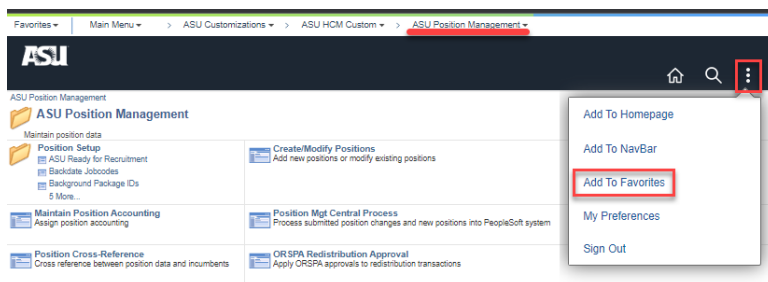 Favorites Main Menu > ASU Customizations > ASU HCM Custom > ASU Position Management
ASU
ASU Position Management
ASU Position Management
Maintain position data
Position Setup
ASU Ready for Recruitment
Backdate Jobcodes
Background Package IDs
5 More...
Create/Modify Positions
Add new positions or modify existing positions
Maintain Position Accounting
Assign position accounting
Position Mgt Central Process
Process submitted position changes and new positions into PeopleSoft system
Position Cross-Reference
Cross reference between position data and incumbents
ORSPA Redistribution Approval
Apply ORSPA approvals to redistribution transactions
Add To Homepage
Add To NavBar
Add To Favorites
My Preferences
Sign Out